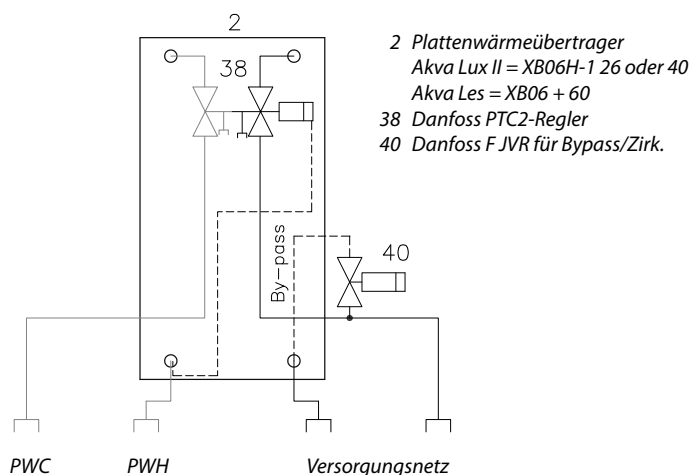 2
2 Plattenwärmeübertrager
Akva Lux II = XB06H-1 26 oder 40
Akva Les = XB06 + 60
38 Danfoss PTC2-Regler
40 Danfoss FJVR für Bypass/Zirk.
38
By-pass
40
PWC
PWH
Versorgungsnetz